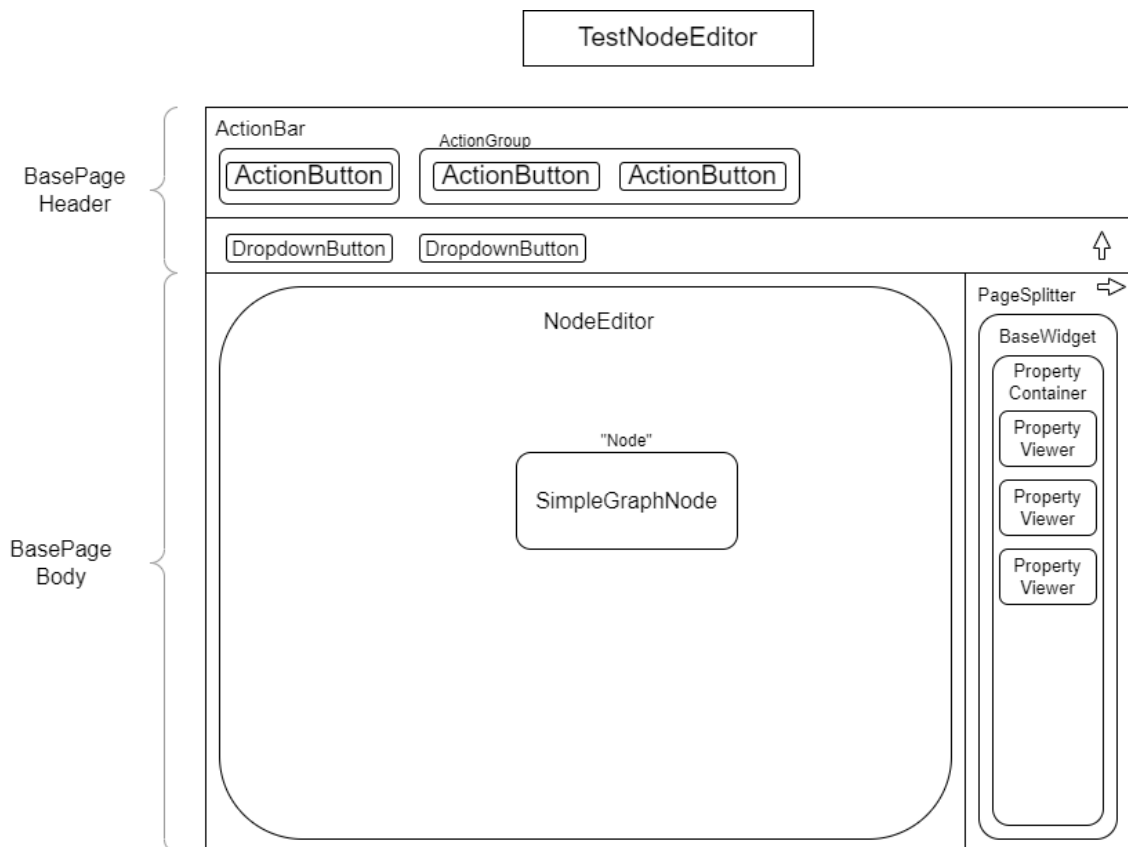 TestNodeEditor
BasePage
Header
ActionBar
ActionButton
ActionGroup
ActionButton
ActionButton
DropdownButton
DropdownButton
BasePage
Body
NodeEditor
"Node"
SimpleGraphNode
PageSplitter
BaseWidget
Property
Container
Property
Viewer
Property
Viewer
Property
Viewer